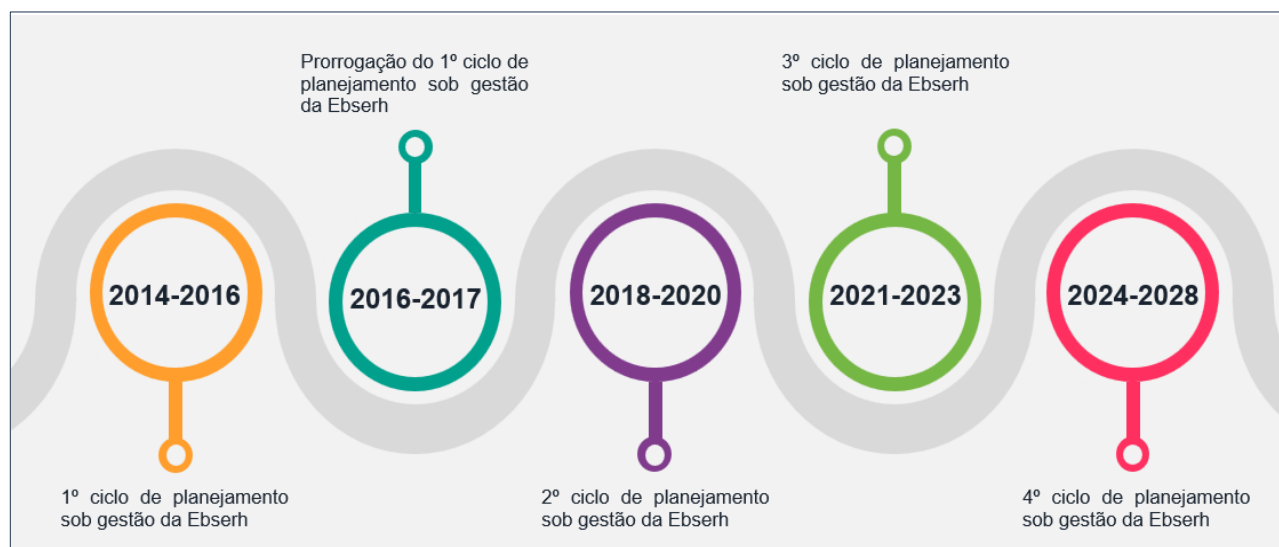 Prorrogação do 1º ciclo de
planejamento sob gestão
da Ebserh
3º ciclo de planejamento
sob gestão da Ebserh
2014-2016
2016-2017
2018-2020
2021-2023
2024-2028
1º ciclo de planejamento
sob gestão da Ebserh
2º ciclo de planejamento
sob gestão da Ebserh
4º ciclo de planejamento
sob gestão da Ebserh